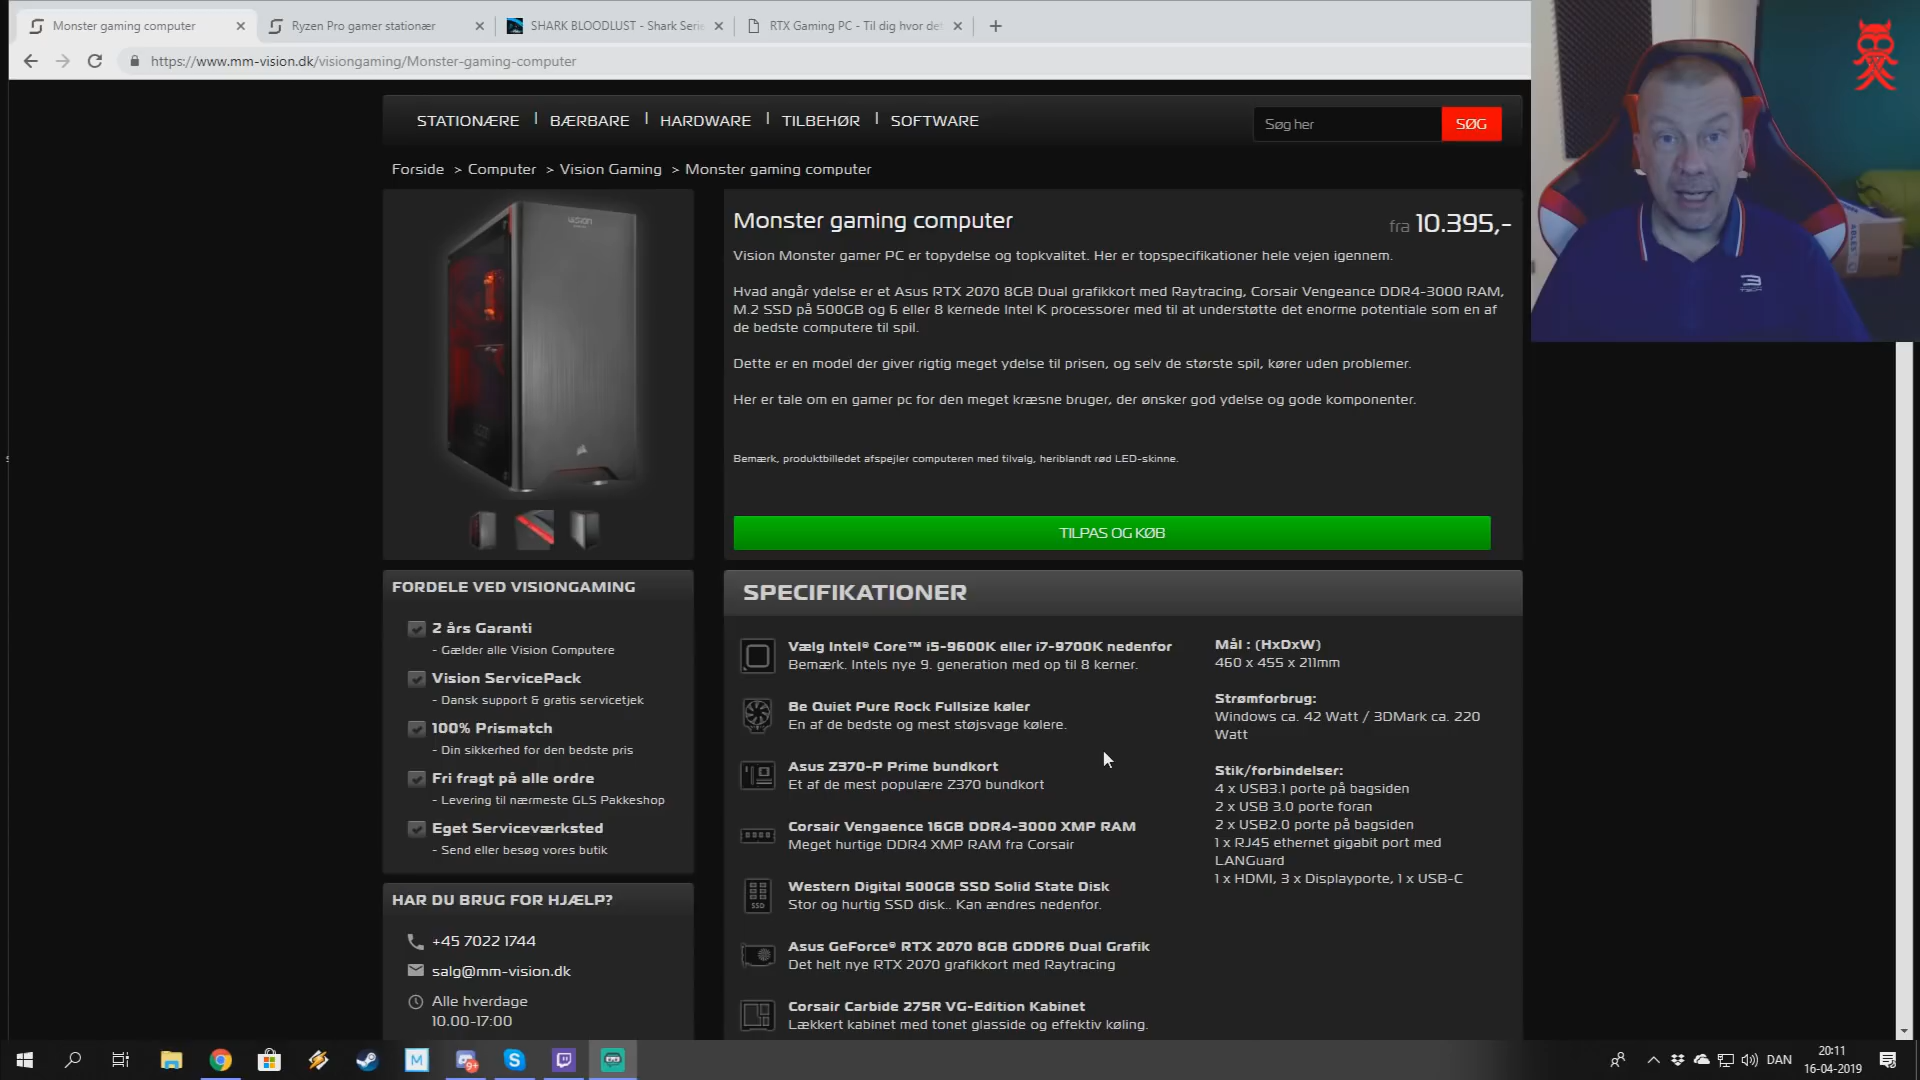 Monster gaming computer
Ryzen Pro gamer stationær
SHARK BLOODLUST - Shark Serie
RTX Gaming PC - Til dig hvor det
https://www.mm-vision.dk/visiongaming/Monster-gaming-computer
STATIONÆRE
BÆRBARE
HARDWARE
TILBEHØR
SOFTWARE
Søg her
SØG
Forside > Computer > Vision Gaming > Monster gaming computer
Monster gaming computer
fra 10.395,-
Vision Monster gamer PC er topydelse og topkvalitet. Her er topspecifikationer hele vejen igennem.
Hvad angår ydelse er et Asus RTX 2070 8GB Dual grafikkort med Raytracing, Corsair Vengeance DDR4-3000 RAM,
M.2 SSD på 500GB og 6 eller 8 kernede Intel K processorer med til at understøtte det enorme potentiale som en af
de bedste computere til spil.
Dette er en model der giver rigtig meget ydelse til prisen, og selv de største spil, kører uden problemer.
Her er tale om en gamer pc for den meget kræsne bruger, der ønsker god ydelse og gode komponenter.
Bemærk, produktbilledet afspejler computeren med tilvalg, heriblandt rød LED-skinne.
TILPAS OG KØB
FORDELE VED VISIONGAMING
2 års Garanti
- Gælder alle Vision Computere
Vision ServicePack
- Dansk support & gratis servicetjek
100% Prismatch
- Din sikkerhed for den bedste pris
Fri fragt på alle ordre
- Levering til nærmeste GLS Pakkeshop
Eget Serviceværksted
- Send eller besøg vores butik
HAR DU BRUG FOR HJÆLP?
+45 7022 1744
salg@mm-vision.dk
Alle hverdage
10.00-17:00
SPECIFIKATIONER
Vælg Intel® Core™ i5-9600K eller i7-9700K nedenfor
Bemærk. Intels nye 9. generation med op til 8 kerner.
Be Quiet Pure Rock Fullsize køler
En af de bedste og mest støjsvage kølere.
Asus Z370-P Prime bundkort
Et af de mest populære Z370 bundkort
Corsair Vengaence 16GB DDR4-3000 XMP RAM
Meget hurtige DDR4 XMP RAM fra Corsair
Western Digital 500GB SSD Solid State Disk
Stor og hurtig SSD disk.. Kan ændres nedenfor.
Asus GeForce® RTX 2070 8GB GDDR6 Dual Grafik
Det helt nye RTX 2070 grafikkort med Raytracing
Corsair Carbide 275R VG-Edition Kabinet
Lækkert kabinet med tonet glasside og effektiv køling.
Mål : (HxDxW)
460 x 455 x 211mm
Strømforbrug:
Windows ca. 42 Watt / 3DMark ca. 220
Watt
Stik/forbindelser:
4 x USB3.1 porte på bagsiden
2 x USB 3.0 porte foran
2 x USB2.0 porte på bagsiden
1 x RJ45 ethernet gigabit port med
LANGuard
1 x HDMI, 3 x Displayporte, 1 x USB-C
SSD
M
9+
DAN
20:11
16-04-2019